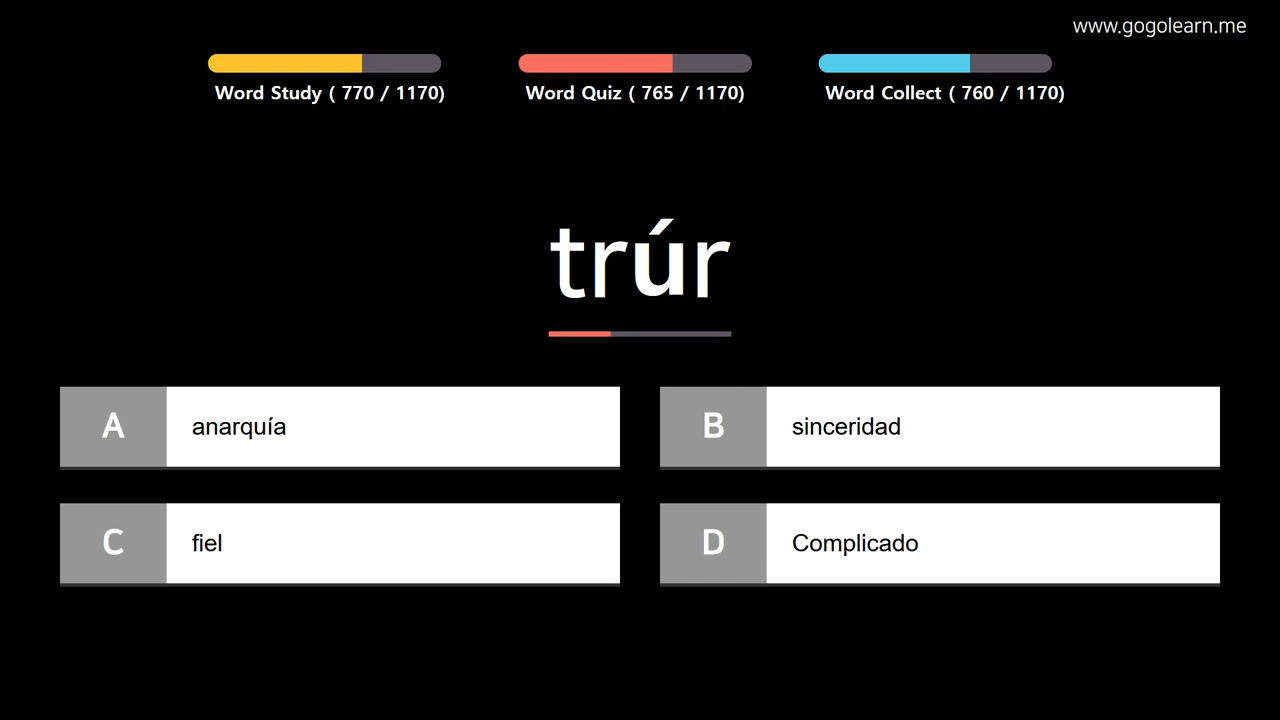 www.gogolearn.me
Word Study ( 770 / 1170)
Word Quiz ( 765 / 1170)
Word Collect ( 760 / 1170)
trúr
A anarquía
B sinceridad
C fiel
D Complicado